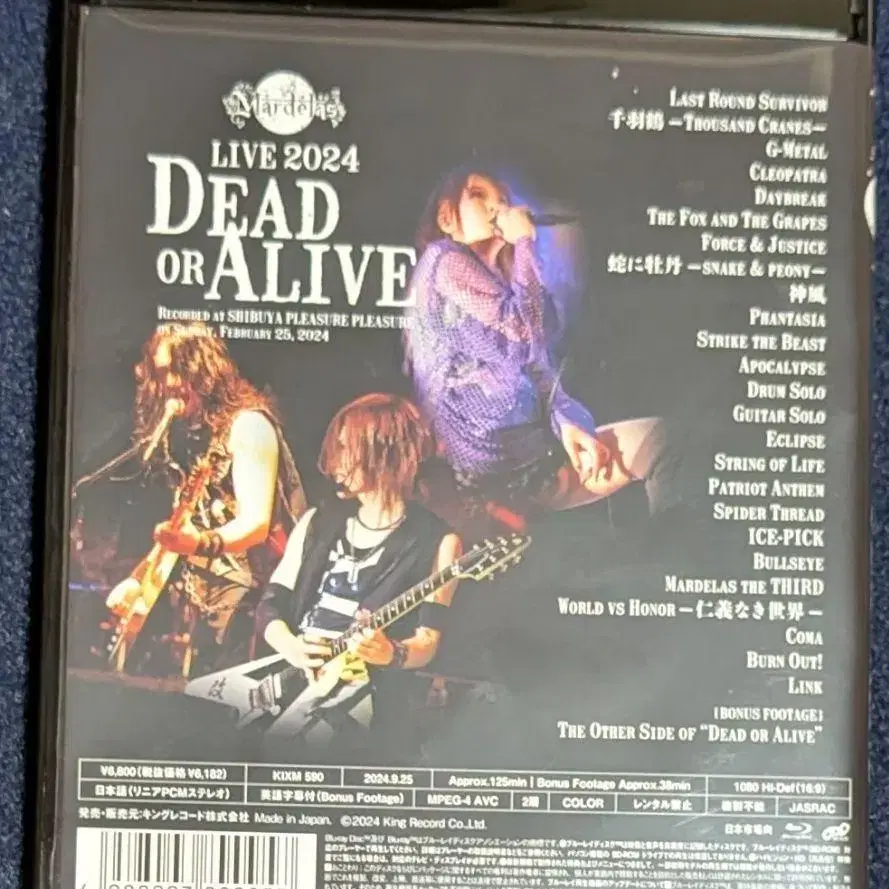 Mardelas
LIVE 2024
DEAD
OR ALIVE
RECORDED AT SHIBUYA PLEASURE PLEASURE
ON SUNDAY, FEBRUARY 25, 2024
LAST ROUND SURVIVOR
千羽鶴 −THOUSAND CRANES−
G-METAL
CLEOPATRA
DAYBREAK
THE FOX AND THE GRAPES
FORCE & JUSTICE
蛇に牡丹 −SNAKE & PEONY−
神風
PHANTASIA
STRIKE THE BEAST
APOCALYPSE
DRUM SOLO
GUITAR SOLO
ECLIPSE
STRING OF LIFE
PATRIOT ANTHEM
SPIDER THREAD
ICE-PICK
BULLSEYE
MARDELAS THE THIRD
WORLD VS HONOR −仁義なき世界−
COMA
BURN OUT!
LINK
[BONUS FOOTAGE]
THE OTHER SIDE OF "DEAD OR ALIVE"
改
¥6,800(税抜価格 ¥6,182) KIXM 590 2024.9.25 Approx.125min | Bonus Footage Approx.38min 1080 Hi-Def(16:9)
日本語(リニアPCMステレオ) 英語字幕付(Bonus Footage) MPEG-4 AVC 2層 COLOR レンタル禁止 複製不能 JASRAC
発売・販売元:キングレコード株式会社 Made in Japan. ©2024 King Record Co.,Ltd.
日本市場向